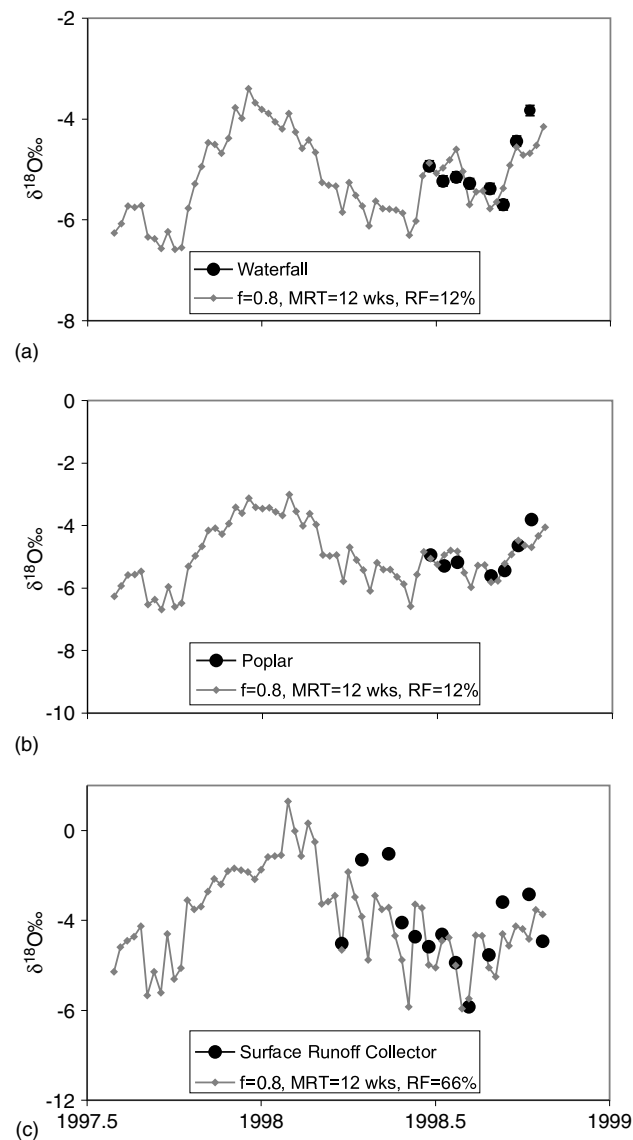 -2
-4
-6
-8
δ¹⁸O‰
Waterfall
f=0.8, MRT=12 wks, RF=12%
(a)
0
-2
-4
-6
-8
-10
δ¹⁸O‰
Poplar
f=0.8, MRT=12 wks, RF=12%
(b)
0
-4
-6
-12
δ¹⁸O‰
Surface Runoff Collector
f=0.8, MRT=12 wks, RF=66%
1997.5 1998 1998.5 1999
(c)